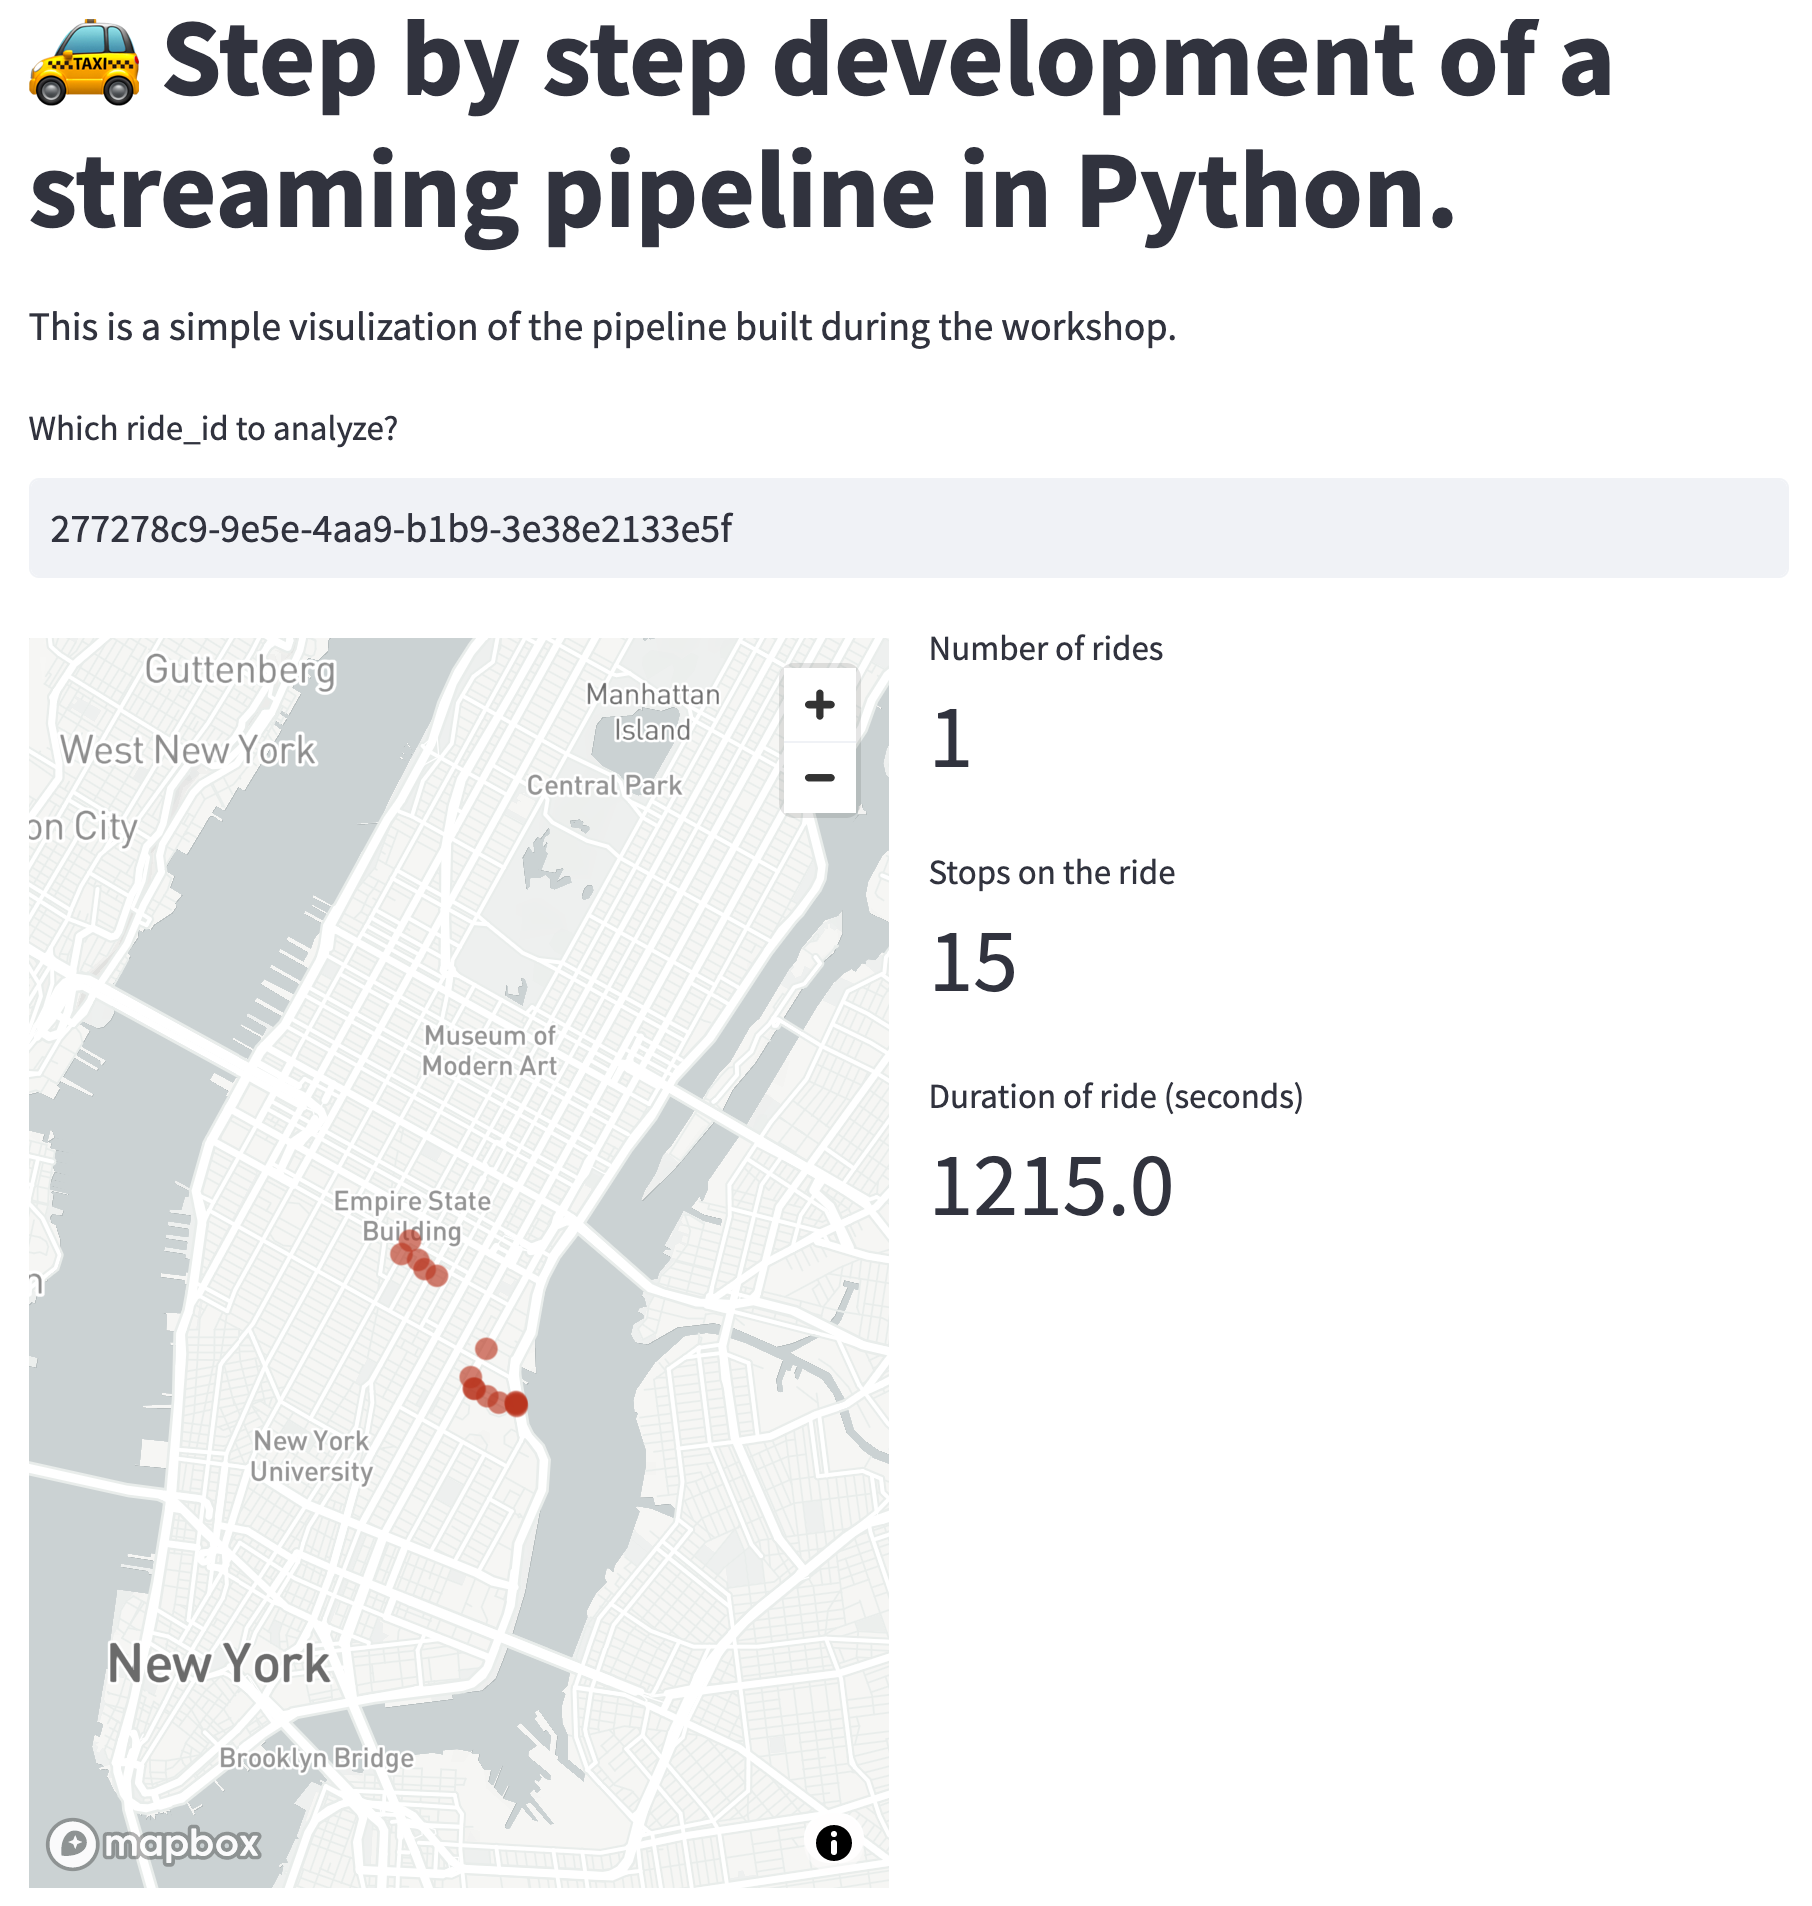 TAXI
Step by step development of a
streaming pipeline in Python.
This is a simple visulization of the pipeline built during the workshop.
Which ride_id to analyze?
277278c9-9e5e-4aa9-b1b9-3e38e2133e5f
Guttenberg
West New York
on City
Manhattan
Island
Central Park
Museum of
Modern Art
Empire State
Building
n
New York
University
New York
Brooklyn Bridge
mapbox
Number of rides
1
Stops on the ride
15
Duration of ride (seconds)
1215.0